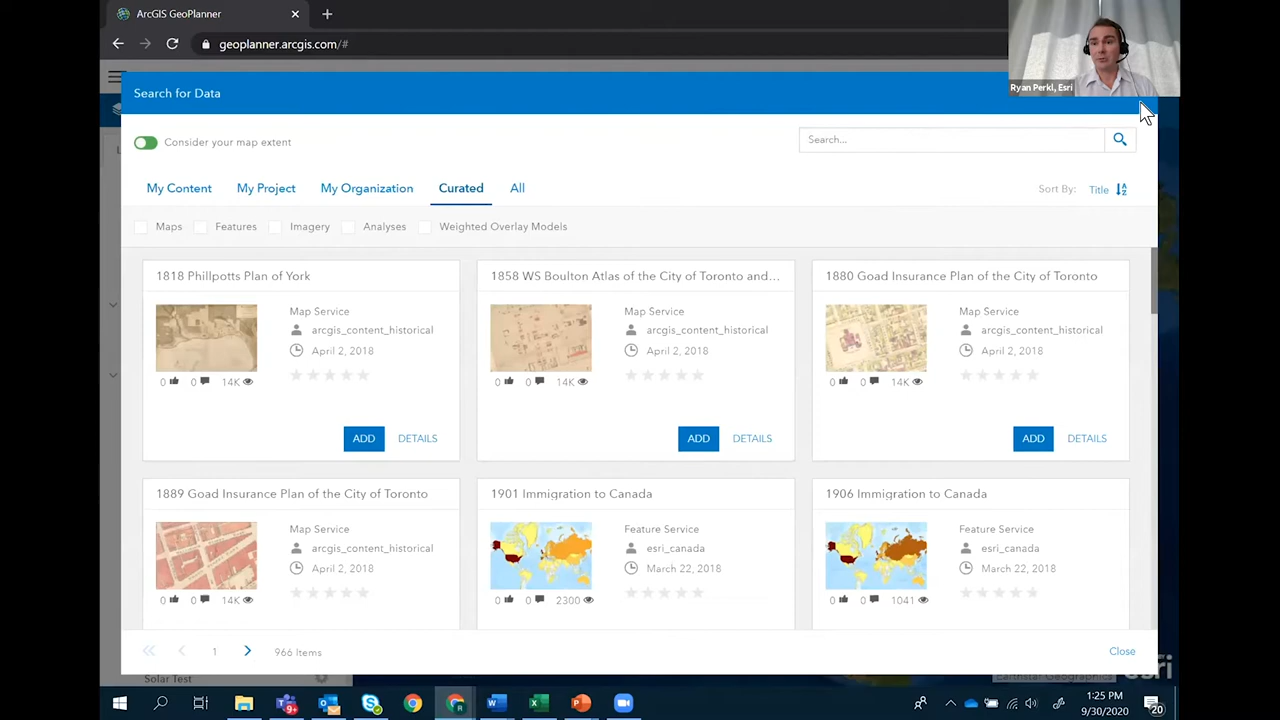 ArcGIS GeoPlanner
geoplanner.arcgis.com/#
Ryan Perkl, Esri
Search for Data
Consider your map extent
Search...
My Content My Project My Organization Curated All
Sort By: Title
Maps Features Imagery Analyses Weighted Overlay Models
1818 Phillpotts Plan of York
Map Service
arcgis_content_historical
April 2, 2018
0 0 14K
ADD DETAILS
1858 WS Boulton Atlas of the City of Toronto and...
Map Service
arcgis_content_historical
April 2, 2018
0 0 14K
ADD DETAILS
1880 Goad Insurance Plan of the City of Toronto
Map Service
arcgis_content_historical
April 2, 2018
0 0 14K
ADD DETAILS
1889 Goad Insurance Plan of the City of Toronto
Map Service
arcgis_content_historical
April 2, 2018
0 0 14K
1901 Immigration to Canada
Feature Service
esri_canada
March 22, 2018
0 0 2300
1906 Immigration to Canada
Feature Service
esri_canada
March 22, 2018
0 0 1041
1 966 Items
Close
Solar Test
esri
Earthstar Geographics
1:25 PM
9/30/2020
20